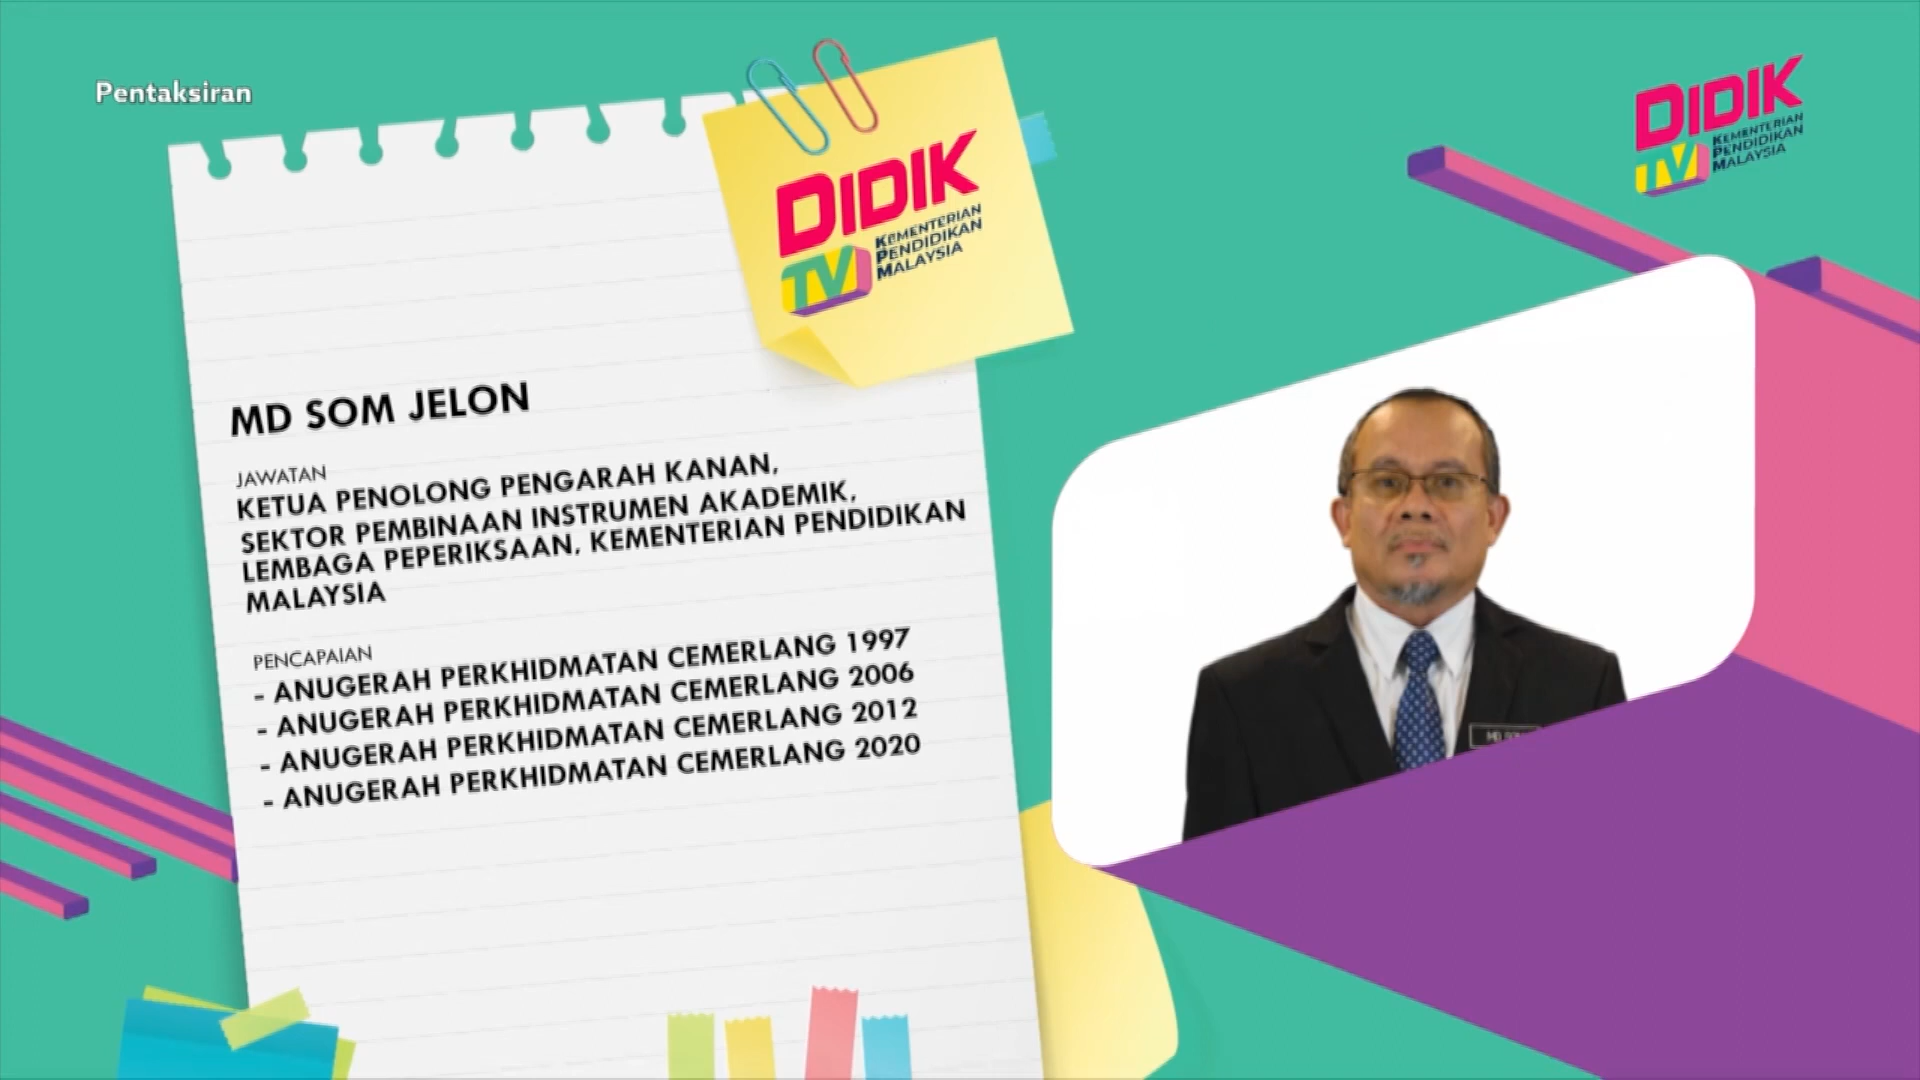 Pentaksiran
DIDIK
TV
KEMENTERIAN
PENDIDIKAN
MALAYSIA
DIDIK
TV
KEMENTERIAN
PENDIDIKAN
MALAYSIA
MD SOM JELON
JAWATAN
KETUA PENOLONG PENGARAH KANAN,
SEKTOR PEMBINAAN INSTRUMEN AKADEMIK,
LEMBAGA PEPERIKSAAN, KEMENTERIAN PENDIDIKAN
MALAYSIA
PENCAPAIAN
- ANUGERAH PERKHIDMATAN CEMERLANG 1997
- ANUGERAH PERKHIDMATAN CEMERLANG 2006
- ANUGERAH PERKHIDMATAN CEMERLANG 2012
- ANUGERAH PERKHIDMATAN CEMERLANG 2020